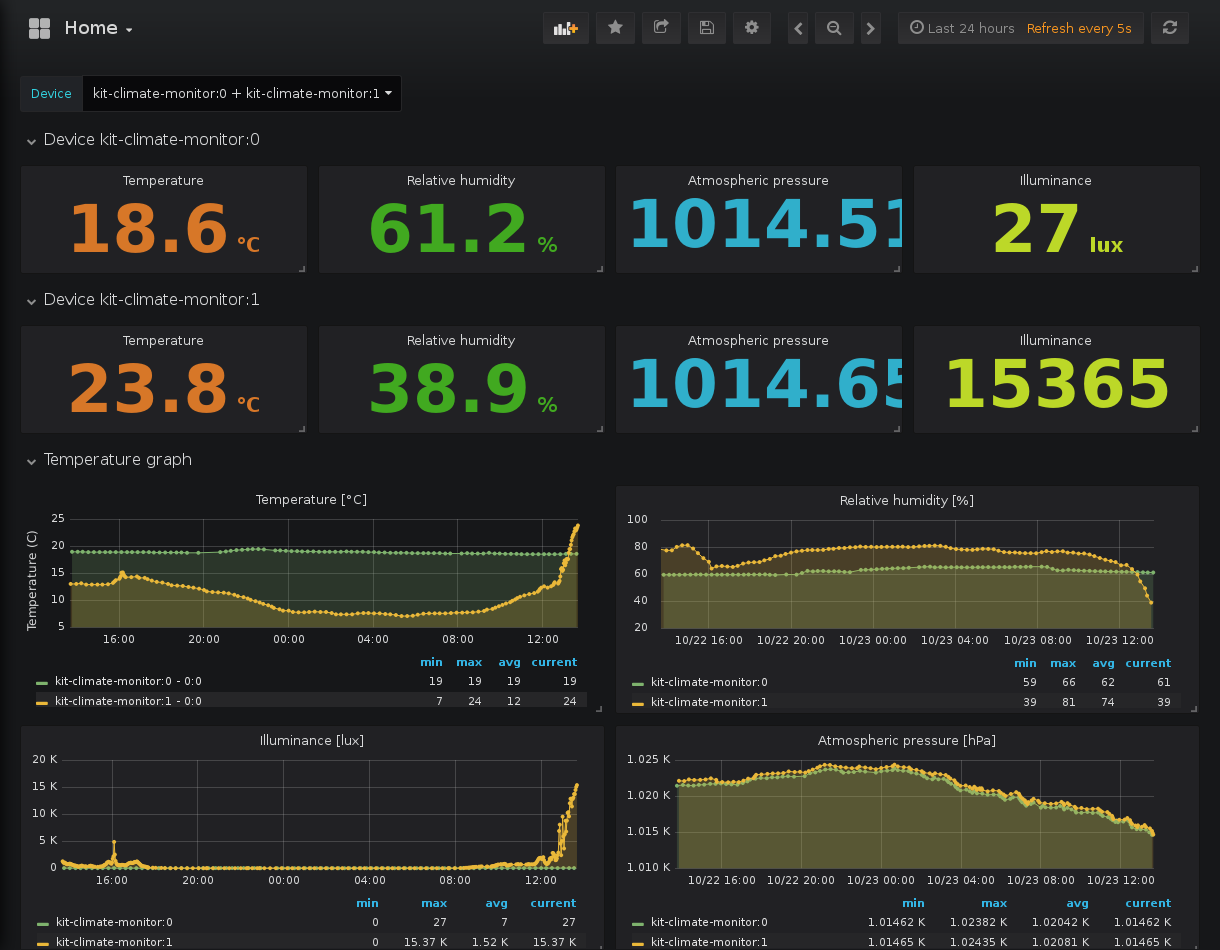 Home
Last 24 hours Refresh every 5s
Device kit-climate-monitor:0 + kit-climate-monitor:1
Device kit-climate-monitor:0
Temperature Relative humidity Atmospheric pressure Illuminance
18.6 °C 61.2 % 1014.51 27 lux
Device kit-climate-monitor:1
Temperature Relative humidity Atmospheric pressure Illuminance
23.8 °C 38.9 % 1014.65 15365
Temperature graph
Temperature [°C]
Temperature (C)
25
20
15
10
5
16:00 20:00 00:00 04:00 08:00 12:00
min max avg current
kit-climate-monitor:0 - 0:0 19 19 19 19
kit-climate-monitor:1 - 0:0 7 24 12 24
Relative humidity [%]
100
80
60
40
20
10/22 16:00 10/22 20:00 10/23 00:00 10/23 04:00 10/23 08:00 10/23 12:00
min max avg current
kit-climate-monitor:0 59 66 62 61
kit-climate-monitor:1 39 81 74 39
Illuminance [lux]
20 K
15 K
10 K
5 K
0
16:00 20:00 00:00 04:00 08:00 12:00
min max avg current
kit-climate-monitor:0 0 27 7 27
kit-climate-monitor:1 0 15.37 K 1.52 K 15.37 K
Atmospheric pressure [hPa]
1.025 K
1.020 K
1.015 K
1.010 K
10/22 16:00 10/22 20:00 10/23 00:00 10/23 04:00 10/23 08:00 10/23 12:00
min max avg current
kit-climate-monitor:0 1.01462 K 1.02382 K 1.02042 K 1.01462 K
kit-climate-monitor:1 1.01465 K 1.02435 K 1.02081 K 1.01465 K